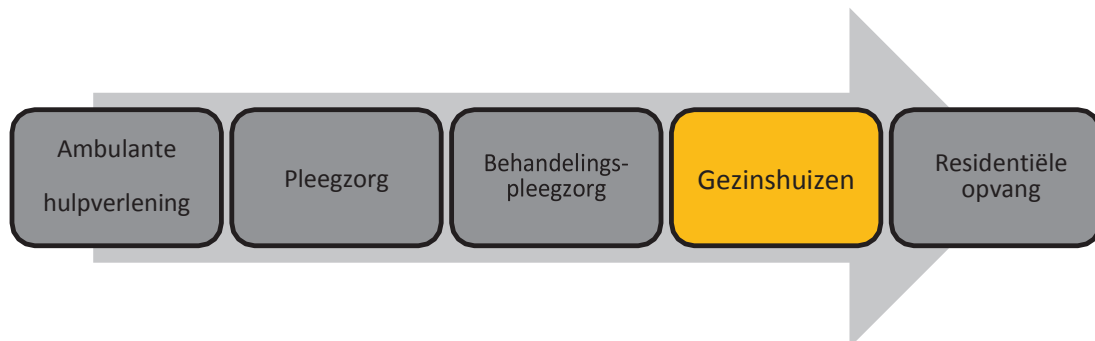 Ambulante
hulpverlening
Pleegzorg
Behandelings-
pleegzorg
Gezinshuizen
Residentiële
opvang